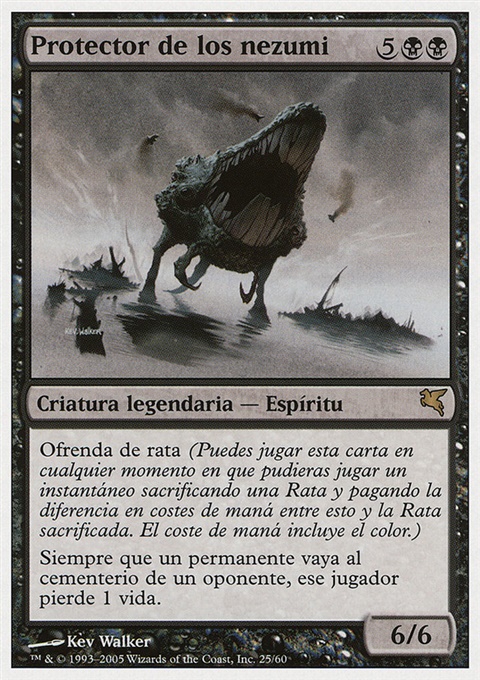 Protector de los nezumi 5
Kev Walker
Criatura legendaria — Espíritu
Ofrenda de rata (Puedes jugar esta carta en
cualquier momento en que pudieras jugar un
instantáneo sacrificando una Rata y pagando la
diferencia en costes de maná entre esto y la Rata
sacrificada. El coste de maná incluye el color.)
Siempre que un permanente vaya al
cementerio de un oponente, ese jugador
pierde 1 vida.
Kev Walker
6/6
™ & © 1993–2005 Wizards of the Coast, Inc. 25/60